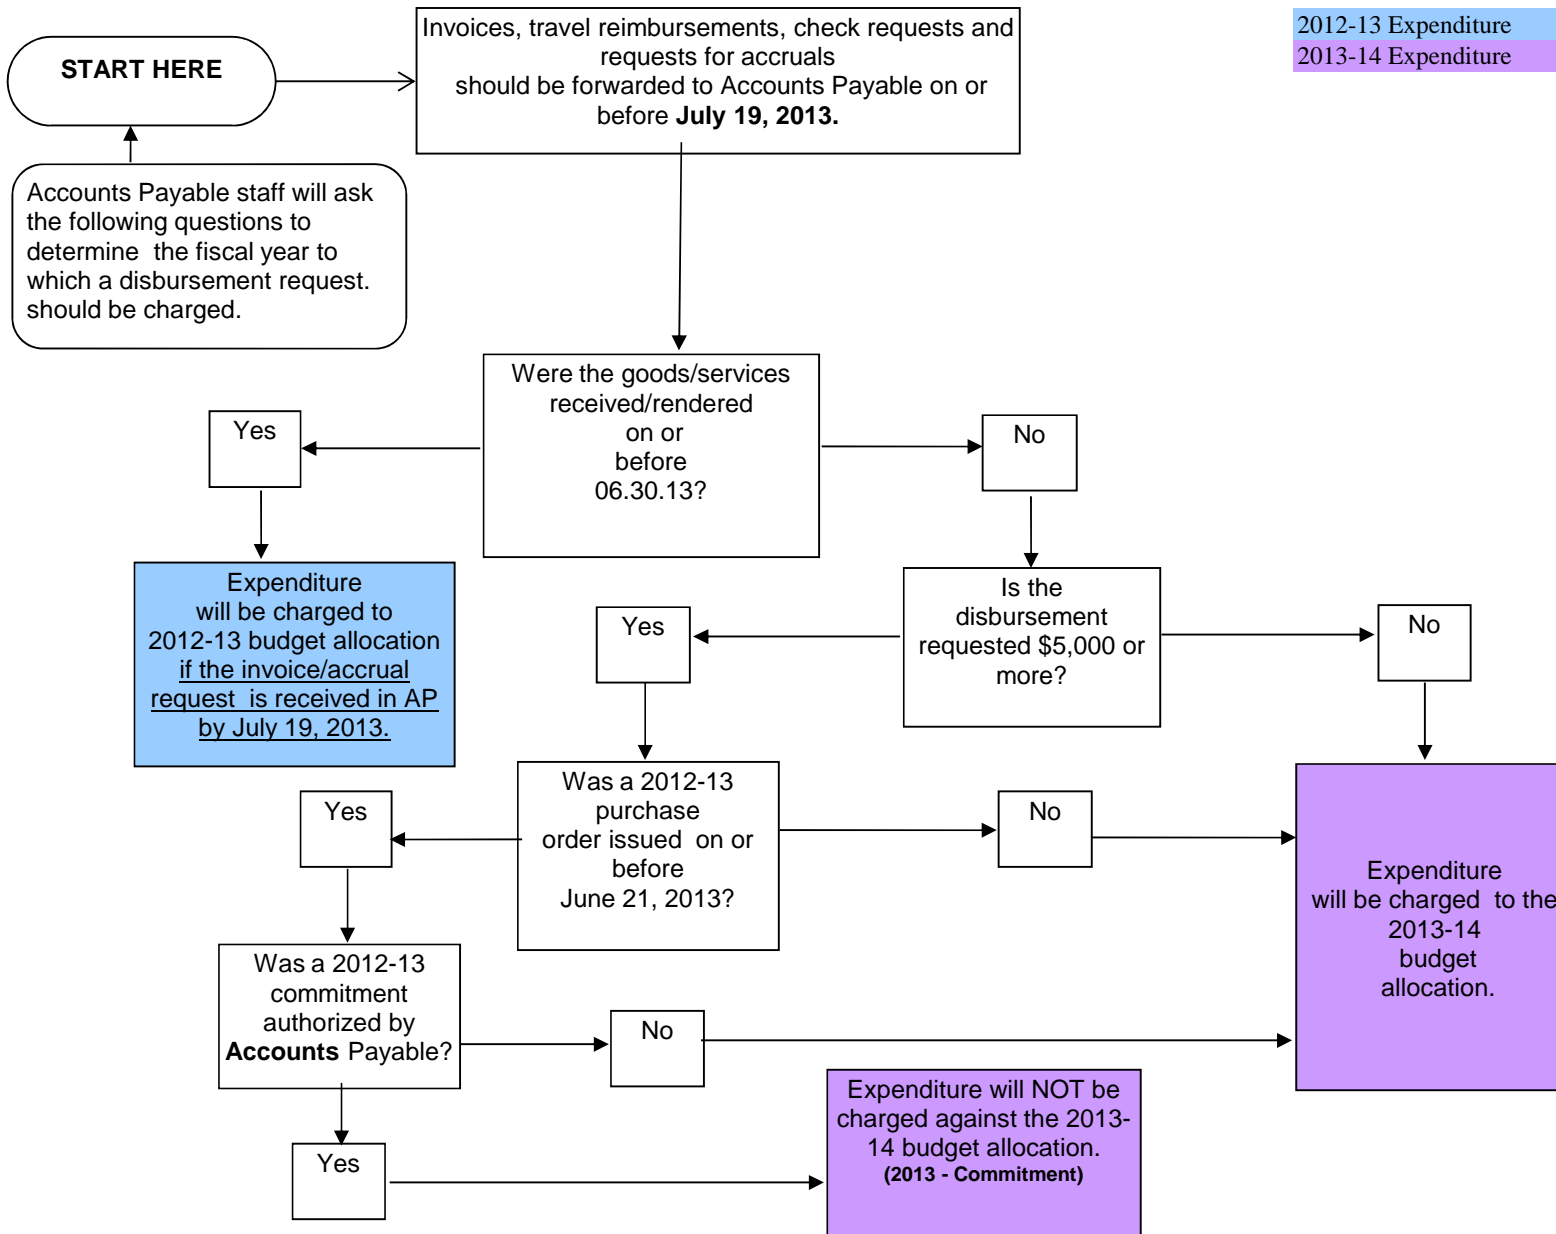 START HERE
Invoices, travel reimbursements, check requests and
requests for accruals
should be forwarded to Accounts Payable on or
before July 19, 2013.
2012-13 Expenditure
2013-14 Expenditure
Accounts Payable staff will ask
the following questions to
determine the fiscal year to
which a disbursement request.
should be charged.
Were the goods/services
received/rendered
on or
before
06.30.13?
Yes
No
Expenditure
will be charged to
2012-13 budget allocation
if the invoice/accrual
request is received in AP
by July 19, 2013.
Is the
disbursement
requested $5,000 or
more?
Yes
No
Was a 2012-13
purchase
order issued on or
before
June 21, 2013?
Yes
No
Expenditure
will be charged to the
2013-14
budget
allocation.
Was a 2012-13
commitment
authorized by
Accounts Payable?
No
Yes
Expenditure will NOT be
charged against the 2013-
14 budget allocation.
(2013 - Commitment)